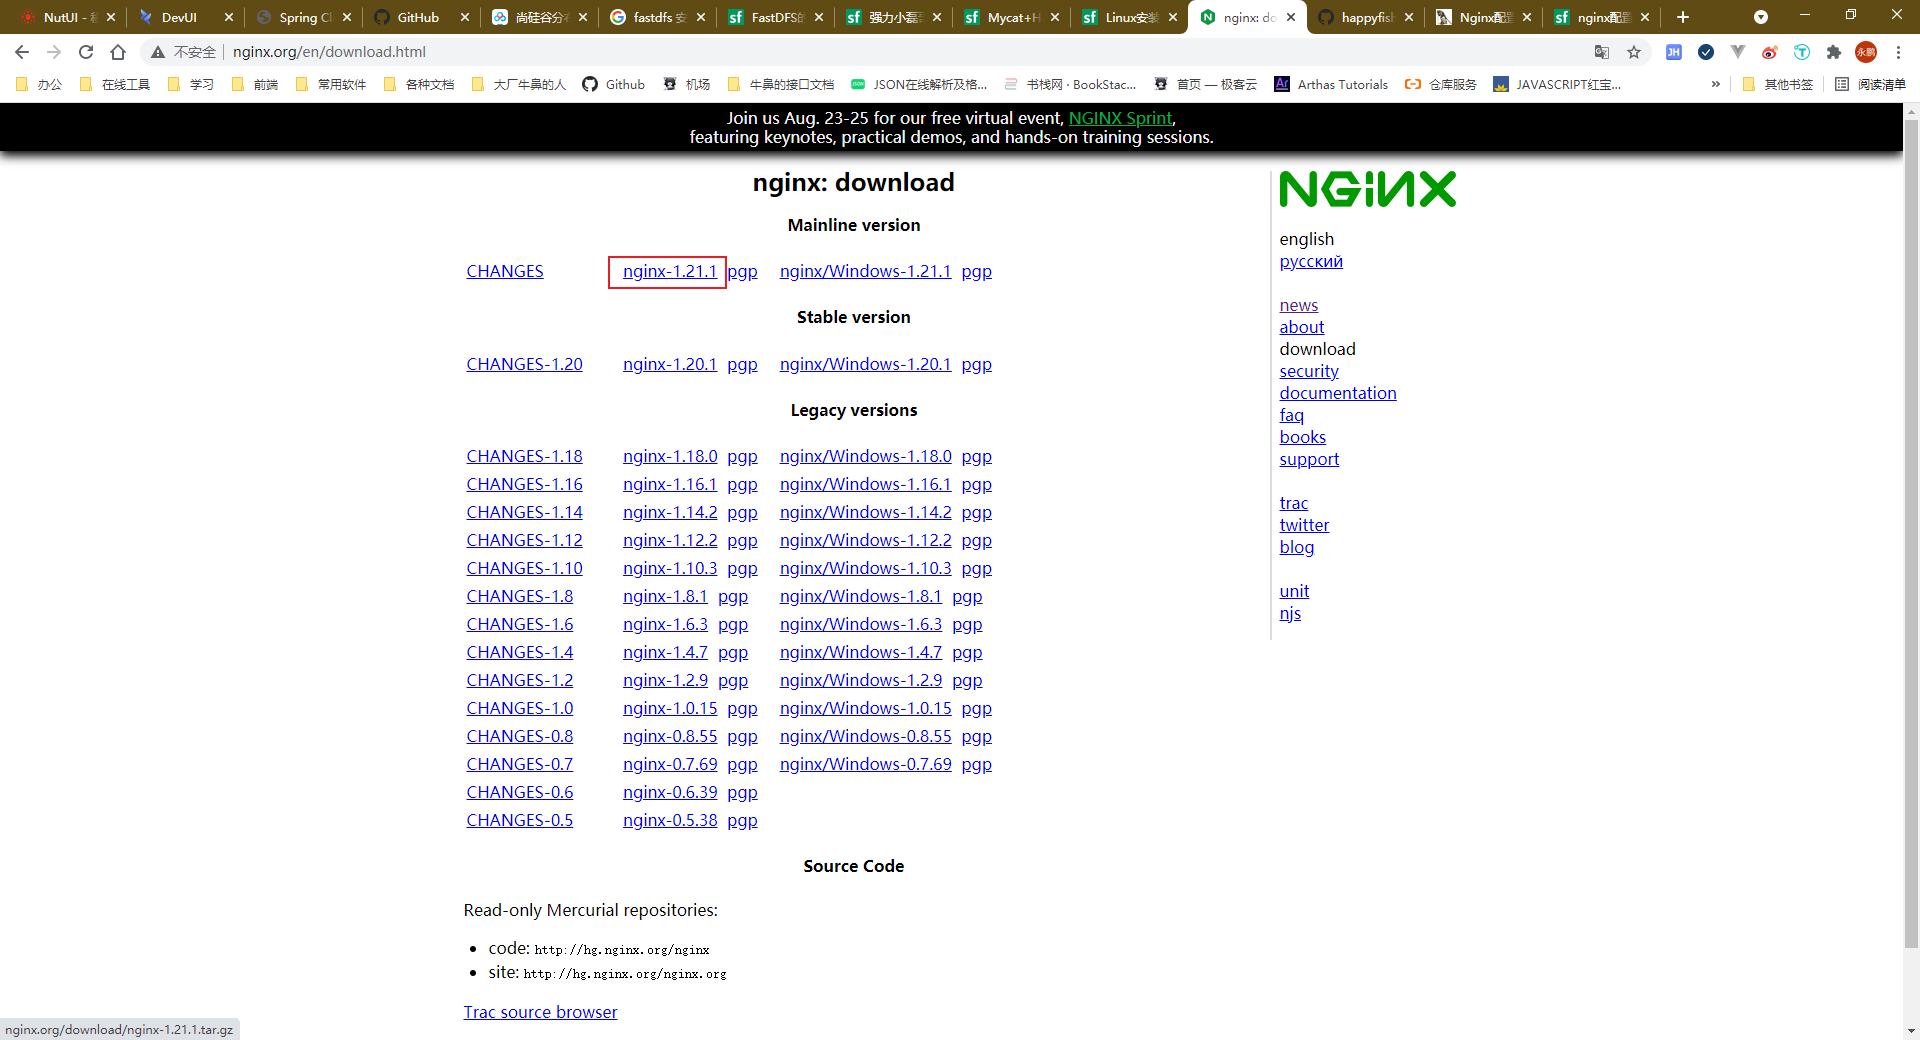 NutUI - DevUI Spring Cl GitHub 尚硅谷分 fastdfs 安 FastDFS的 强力小磊 Mycat+H Linux安装 nginx: do happyfish Nginx配置 nginx配置
不安全 nginx.org/en/download.html
办公 在线工具 学习 前端 常用软件 各种文档 大厂牛鼻的人 Github 机场 牛鼻的接口文档 JSON在线解析及格... 书栈网 · BookStac... 首页 — 极客云 Arthas Tutorials 仓库服务 JAVASCRIPT红宝... » 其他书签 阅读清单
Join us Aug. 23-25 for our free virtual event, NGINX Sprint,
featuring keynotes, practical demos, and hands-on training sessions.
nginx: download
Mainline version
CHANGES nginx-1.21.1 pgp nginx/Windows-1.21.1 pgp
Stable version
CHANGES-1.20 nginx-1.20.1 pgp nginx/Windows-1.20.1 pgp
Legacy versions
CHANGES-1.18 nginx-1.18.0 pgp nginx/Windows-1.18.0 pgp
CHANGES-1.16 nginx-1.16.1 pgp nginx/Windows-1.16.1 pgp
CHANGES-1.14 nginx-1.14.2 pgp nginx/Windows-1.14.2 pgp
CHANGES-1.12 nginx-1.12.2 pgp nginx/Windows-1.12.2 pgp
CHANGES-1.10 nginx-1.10.3 pgp nginx/Windows-1.10.3 pgp
CHANGES-1.8 nginx-1.8.1 pgp nginx/Windows-1.8.1 pgp
CHANGES-1.6 nginx-1.6.3 pgp nginx/Windows-1.6.3 pgp
CHANGES-1.4 nginx-1.4.7 pgp nginx/Windows-1.4.7 pgp
CHANGES-1.2 nginx-1.2.9 pgp nginx/Windows-1.2.9 pgp
CHANGES-1.0 nginx-1.0.15 pgp nginx/Windows-1.0.15 pgp
CHANGES-0.8 nginx-0.8.55 pgp nginx/Windows-0.8.55 pgp
CHANGES-0.7 nginx-0.7.69 pgp nginx/Windows-0.7.69 pgp
CHANGES-0.6 nginx-0.6.39 pgp
CHANGES-0.5 nginx-0.5.38 pgp
Source Code
Read-only Mercurial repositories:
• code: http://hg.nginx.org/nginx
• site: http://hg.nginx.org/nginx.org
Trac source browser
NGINX
english
русский
news
about
download
security
documentation
faq
books
support
trac
twitter
blog
unit
njs
nginx.org/download/nginx-1.21.1.tar.gz